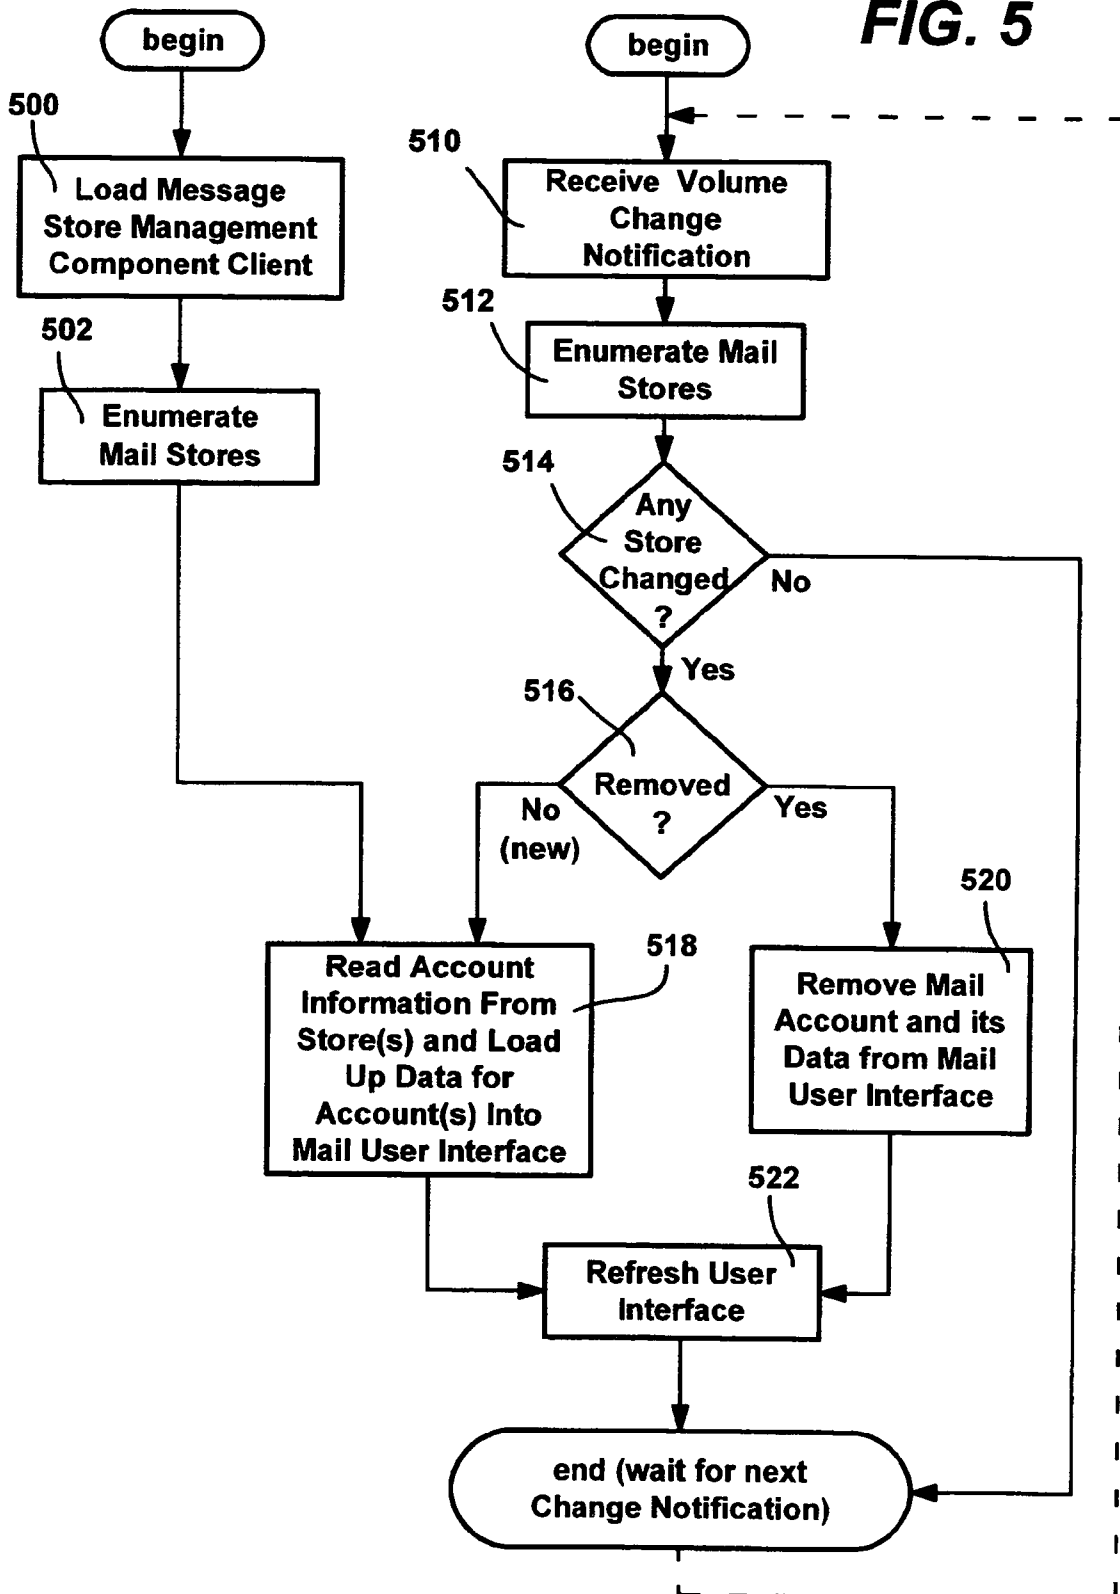 FIG. 5
begin
500
Load Message
Store Management
Component Client
502
Enumerate
Mail Stores
begin
510
Receive Volume
Change
Notification
512
Enumerate Mail
Stores
514
Any
Store
Changed
?
No
Yes
516
Removed
?
No
(new)
Yes
518
Read Account
Information From
Store(s) and Load
Up Data for
Account(s) Into
Mail User Interface
520
Remove Mail
Account and its
Data from Mail
User Interface
522
Refresh User
Interface
end (wait for next
Change Notification)